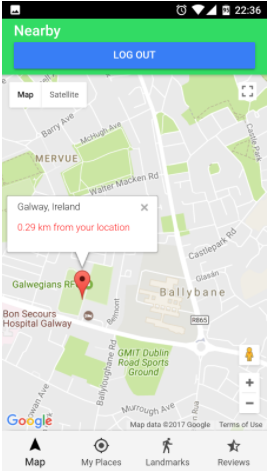 22:36
Nearby
LOG OUT
Map Satellite
Barry Ave
McHugh Ave
MERVUE
Walter Macken Rd
Galway, Ireland ×
0.29 km from your location
Castlepark Rd
Glasán
Galwegians RF
Ballybane
Bon Secours
Hospital Galway
Belmont
R865
GMIT Dublin
Road Sports
Ground
Ballyloughane Rd
+
−
Murrough Ave
Google
Map data ©2017 Google Terms of Use
Map My Places Landmarks Reviews